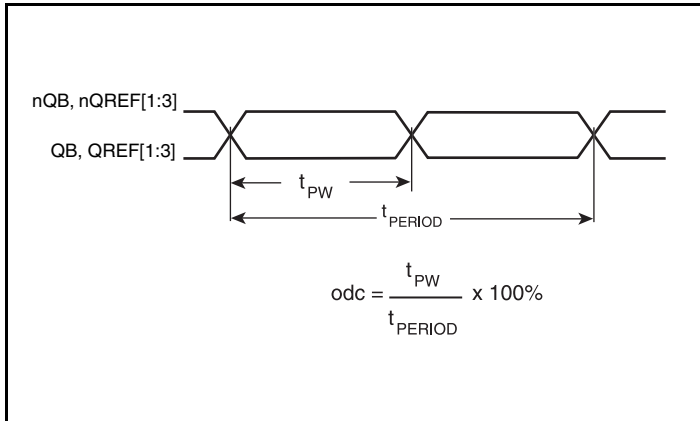 nQB, nQREF[1:3]
QB, QREF[1:3]
tPW
tPERIOD
odc = tPW / tPERIOD x 100%